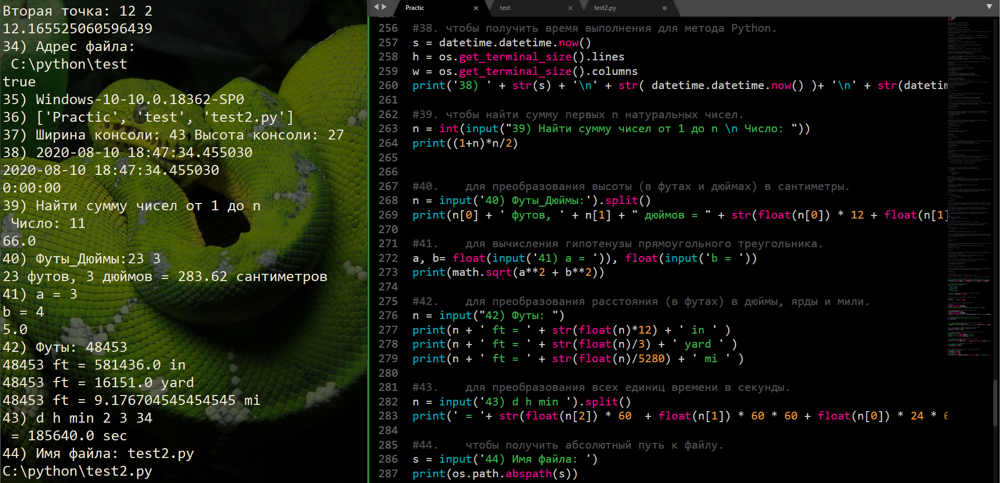 Вторая точка: 12 2
12.165525060596439
34) Адрес файла:
C:\python\test
true
35) Windows-10-10.0.18362-SP0
36) ['Practic', 'test', 'test2.py']
37) Ширина консоли: 43 Высота консоли: 27
38) 2020-08-10 18:47:34.455030
2020-08-10 18:47:34.455030
0:00:00
39) Найти сумму чисел от 1 до n
Число: 11
66.0
40) Футы_Дюймы:23 3
23 футов, 3 дюймов = 283.62 сантиметров
41) a = 3
b = 4
5.0
42) Футы: 48453
48453 ft = 581436.0 in
48453 ft = 16151.0 yard
48453 ft = 9.176704545454545 mi
43) d h min 2 3 34
= 185640.0 sec
44) Имя файла: test2.py
C:\python\test2.py
Practic test test2.py
256 #38. чтобы получить время выполнения для метода Python.
257 s = datetime.datetime.now()
258 h = os.get_terminal_size().lines
259 w = os.get_terminal_size().columns
260 print('38) ' + str(s) + '\n' + str( datetime.datetime.now() )+ '\n' + str(datetim
261
262 #39. чтобы найти сумму первых n натуральных чисел.
263 n = int(input("39) Найти сумму чисел от 1 до n \n Число: "))
264 print((1+n)*n/2)
265
266
267 #40. для преобразования высоты (в футах и дюймах) в сантиметры.
268 n = input('40) Футы_Дюймы:').split()
269 print(n[0] + ' футов, ' + n[1] + " дюймов = " + str(float(n[0]) * 12 + float(n[1]
270
271 #41. для вычисления гипотенузы прямоугольного треугольника.
272 a, b= float(input('41) a = ')), float(input('b = '))
273 print(math.sqrt(a**2 + b**2))
274
275 #42. для преобразования расстояния (в футах) в дюймы, ярды и мили.
276 n = input("42) Футы: ")
277 print(n + ' ft = ' + str(float(n)*12) + ' in ' )
278 print(n + ' ft = ' + str(float(n)/3) + ' yard ' )
279 print(n + ' ft = ' + str(float(n)/5280) + ' mi ' )
280
281 #43. для преобразования всех единиц времени в секунды.
282 n = input('43) d h min ').split()
283 print(' = '+ str(float(n[2]) * 60 + float(n[1]) * 60 * 60 + float(n[0]) * 24 * 6
284
285 #44. чтобы получить абсолютный путь к файлу.
286 s = input('44) Имя файла: ')
287 print(os.path.abspath(s))